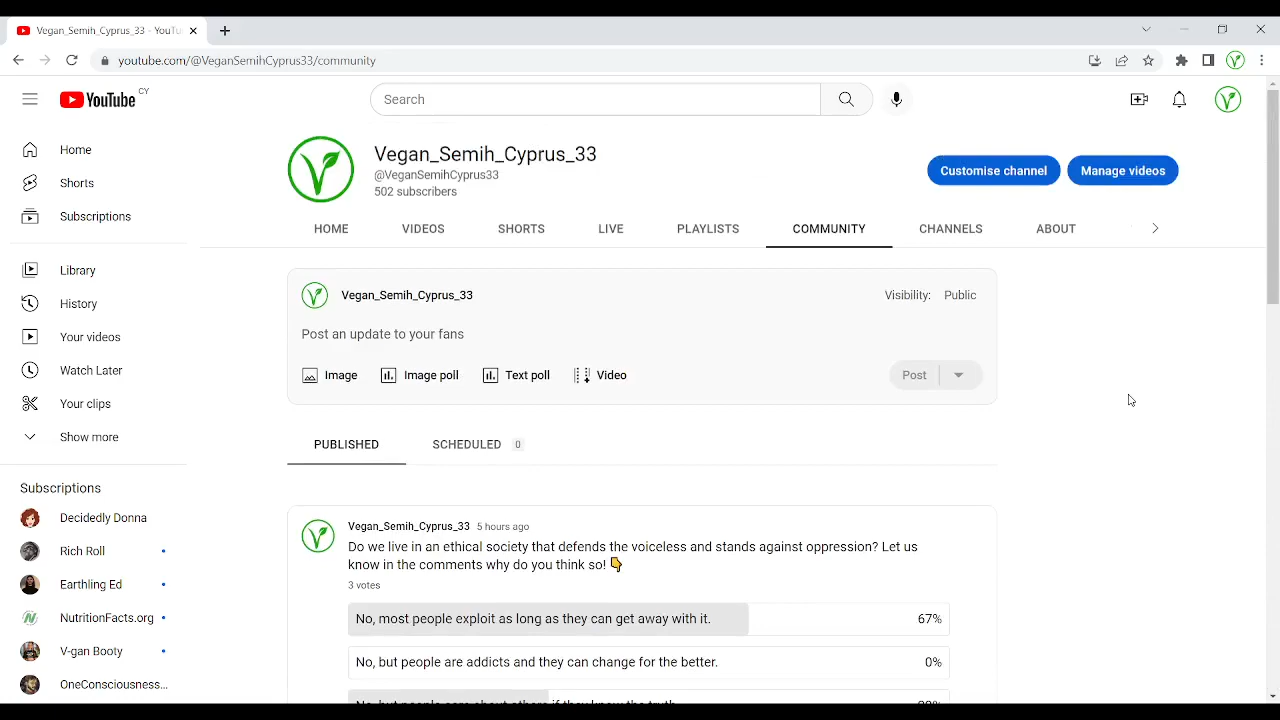 Vegan_Semih_Cyprus_33 - YouTu
youtube.com/@VeganSemihCyprus33/community
YouTube CY
Search
Home
Shorts
Subscriptions
Library
History
Your videos
Watch Later
Your clips
Show more
Subscriptions
Decidedly Donna
Rich Roll
Earthling Ed
NutritionFacts.org
V-gan Booty
OneConsciousness...
Vegan_Semih_Cyprus_33
@VeganSemihCyprus33
502 subscribers
Customise channel
Manage videos
HOME VIDEOS SHORTS LIVE PLAYLISTS COMMUNITY CHANNELS ABOUT
Vegan_Semih_Cyprus_33
Visibility: Public
Post an update to your fans
Image Image poll Text poll Video
Post
PUBLISHED SCHEDULED 0
Vegan_Semih_Cyprus_33 5 hours ago
Do we live in an ethical society that defends the voiceless and stands against oppression? Let us
know in the comments why do you think so! 👇
3 votes
No, most people exploit as long as they can get away with it. 67%
No, but people are addicts and they can change for the better. 0%